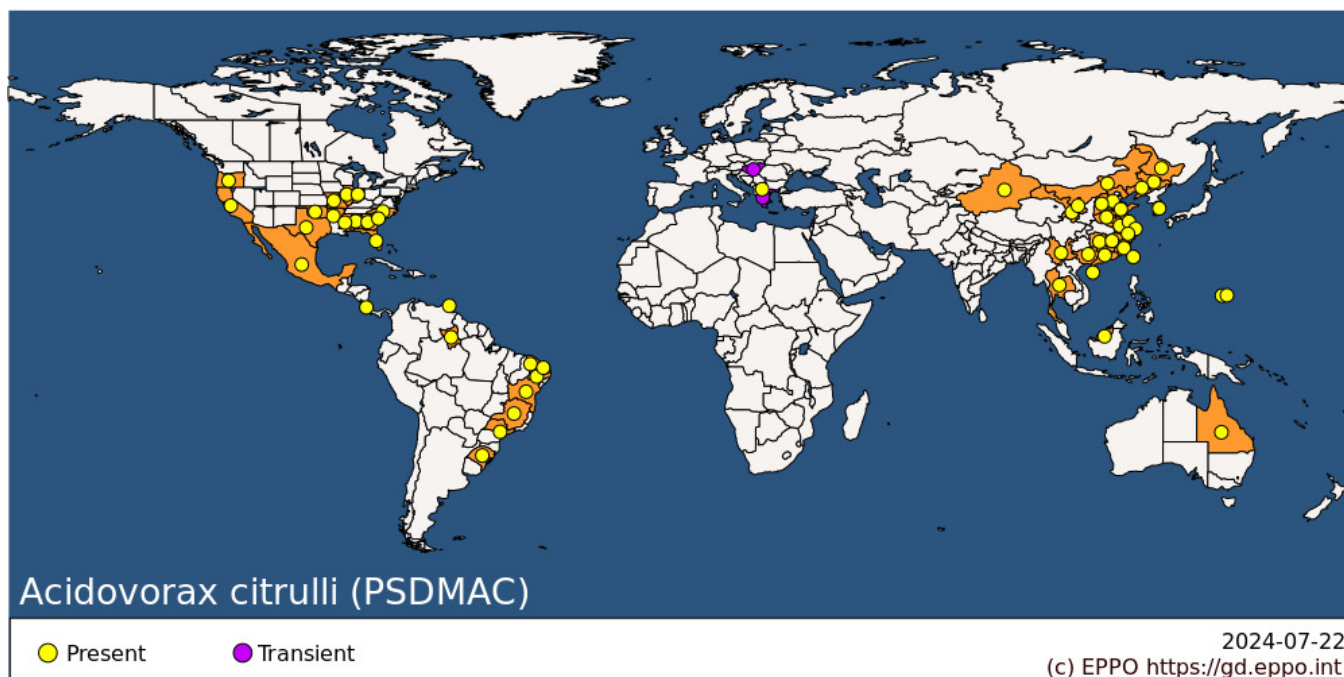 Acidovorax citrulli (PSDMAC)
Present
Transient
2024-07-22
(c) EPPO https://gd.eppo.int